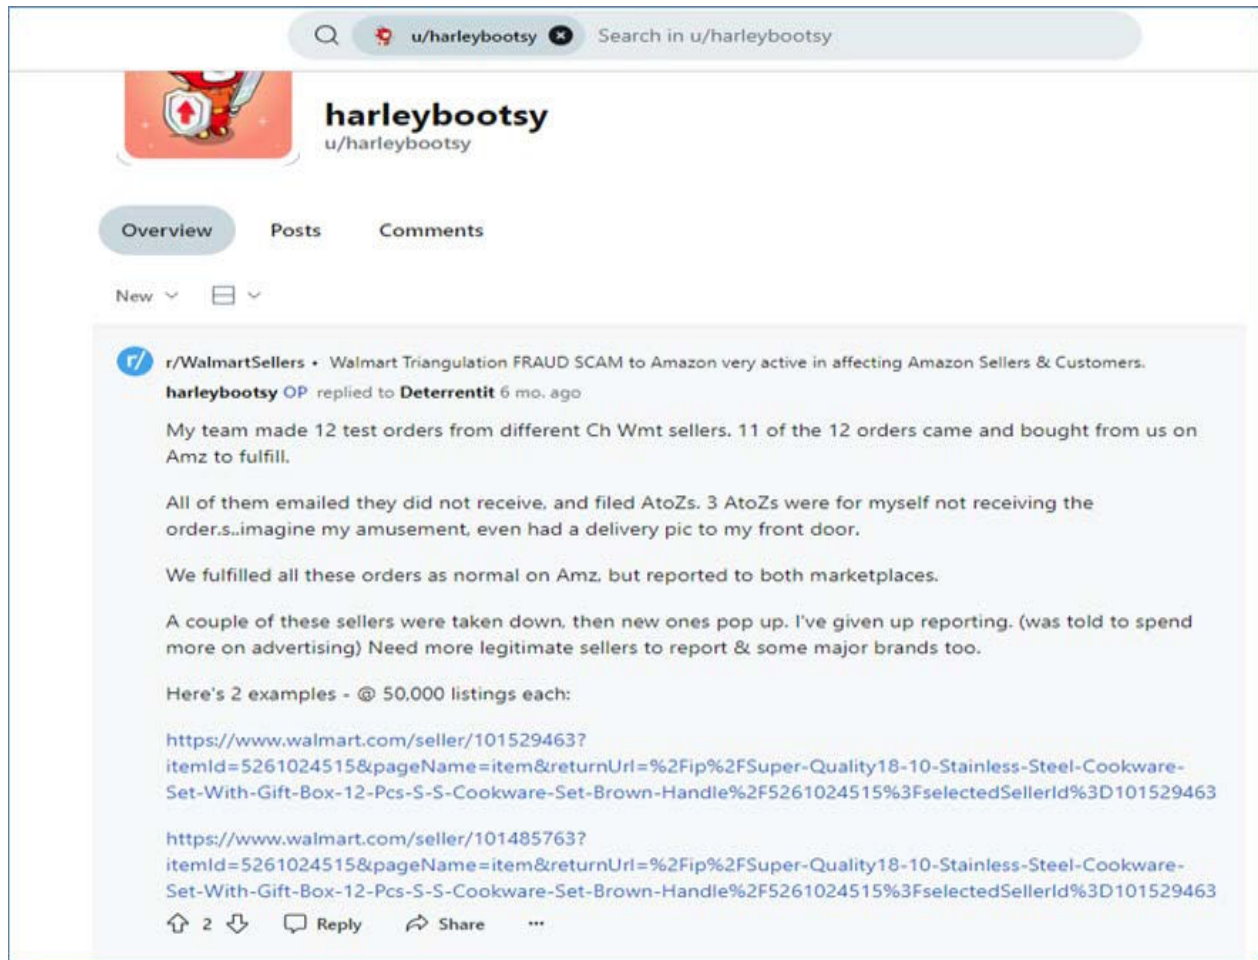 u/harleybootsy Search in u/harleybootsy
harleybootsy
u/harleybootsy
Overview Posts Comments
New
r/ r/WalmartSellers • Walmart Triangulation FRAUD SCAM to Amazon very active in affecting Amazon Sellers & Customers.
harleybootsy OP replied to Deterrentit 6 mo. ago
My team made 12 test orders from different Ch Wmt sellers. 11 of the 12 orders came and bought from us on
Amz to fulfill.
All of them emailed they did not receive, and filed AtoZs. 3 AtoZs were for myself not receiving the
order.s..imagine my amusement, even had a delivery pic to my front door.
We fulfilled all these orders as normal on Amz, but reported to both marketplaces.
A couple of these sellers were taken down, then new ones pop up. I've given up reporting. (was told to spend
more on advertising) Need more legitimate sellers to report & some major brands too.
Here's 2 examples - @ 50,000 listings each:
https://www.walmart.com/seller/101529463?
itemId=5261024515&pageName=item&returnUrl=%2Fip%2FSuper-Quality18-10-Stainless-Steel-Cookware-
Set-With-Gift-Box-12-Pcs-S-S-Cookware-Set-Brown-Handle%2F5261024515%3FselectedSellerId%3D101529463
https://www.walmart.com/seller/101485763?
itemId=5261024515&pageName=item&returnUrl=%2Fip%2FSuper-Quality18-10-Stainless-Steel-Cookware-
Set-With-Gift-Box-12-Pcs-S-S-Cookware-Set-Brown-Handle%2F5261024515%3FselectedSellerId%3D101529463
2 Reply Share ...